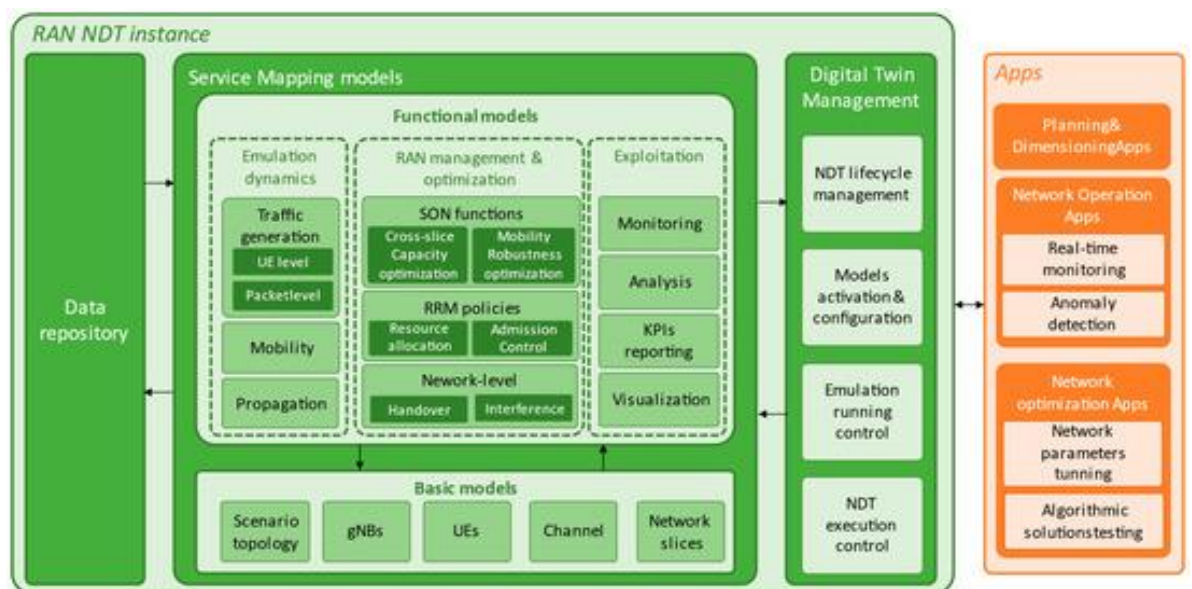 RAN NDT instance
Data
repository
Service Mapping models
Functional models
Emulation
dynamics
Traffic
generation
UE level
Packetlevel
Mobility
Propagation
RAN management &
optimization
SON functions
Cross-slice
Capacity
optimization
Mobility
Robustness
optimization
RRM policies
Resource
allocation
Admission
Control
Nework-level
Handover
Interference
Exploitation
Monitoring
Analysis
KPIs
reporting
Visualization
Basic models
Scenario
topology
gNBs
UEs
Channel
Network
slices
Digital Twin
Management
NDT lifecycle
management
Models
activation &
configuration
Emulation
running
control
NDT
execution
control
Apps
Planning&
DimensioningApps
Network Operation
Apps
Real-time
monitoring
Anomaly
detection
Network
optimization Apps
Network
parameters
tunning
Algorithmic
solutionstesting